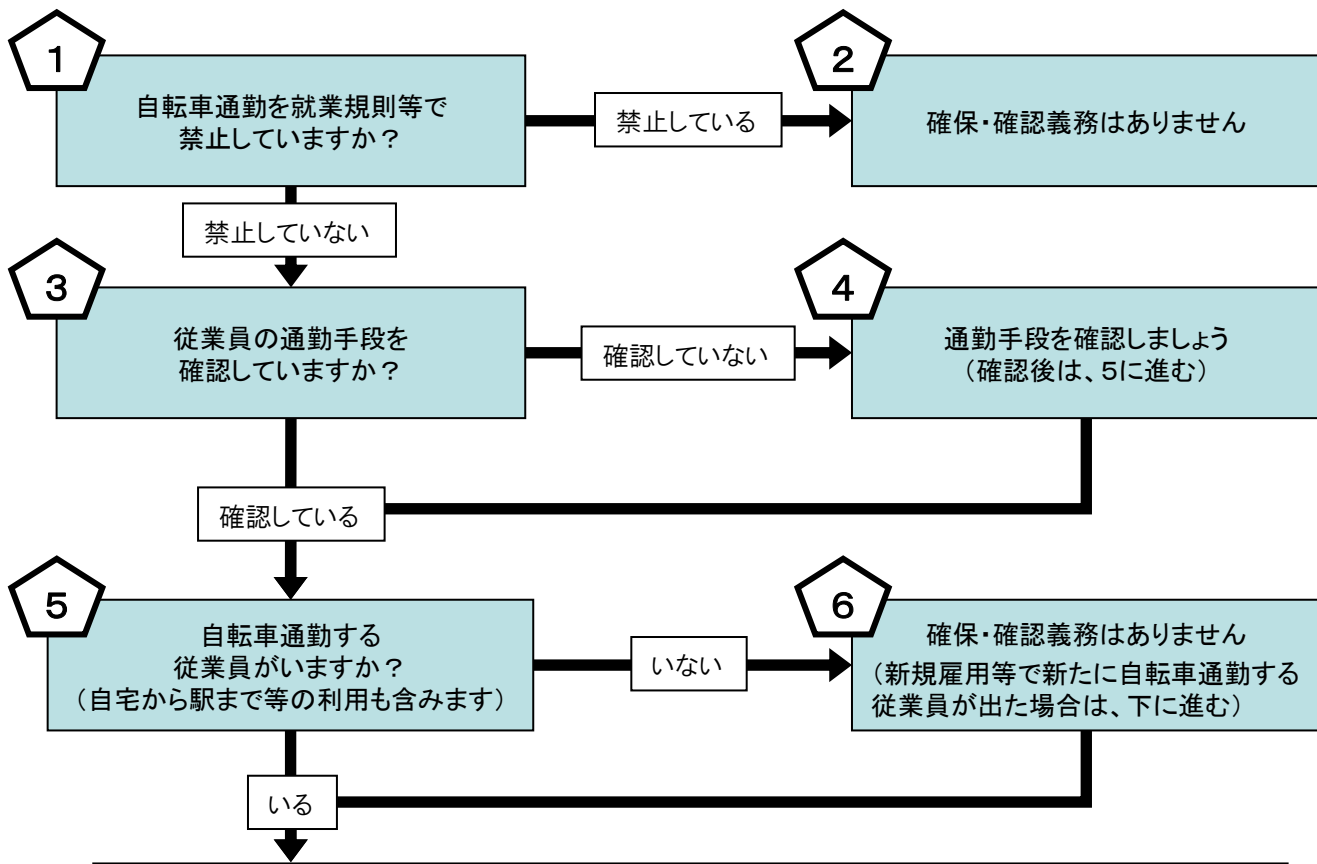 1
自転車通勤を就業規則等で
禁止していますか？
禁止している
2
確保・確認義務はありません
禁止していない
3
従業員の通勤手段を
確認していますか？
確認していない
4
通勤手段を確認しましょう
（確認後は、５に進む）
確認している
5
自転車通勤する
従業員がいますか？
（自宅から駅まで等の利用も含みます）
いない
6
確保・確認義務はありません
（新規雇用等で新たに自転車通勤する
従業員が出た場合は、下に進む）
いる